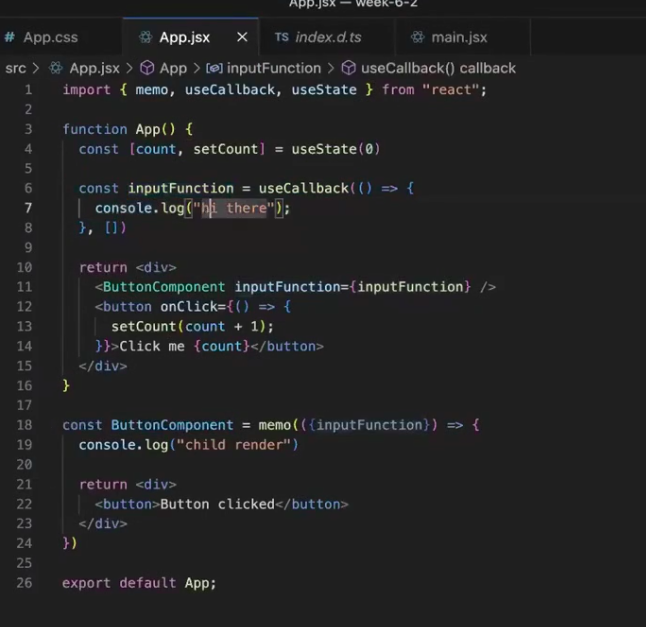 App.jsx — week-6-2
# App.css App.jsx × TS index.d.ts main.jsx
src > App.jsx > App > inputFunction > useCallback() callback
1 import { memo, useCallback, useState } from "react";
2
3 function App() {
4 const [count, setCount] = useState(0)
5
6 const inputFunction = useCallback(() => {
7 console.log("hi there");
8 }, [])
9
10 return <div>
11 <ButtonComponent inputFunction={inputFunction} />
12 <button onClick={() => {
13 setCount(count + 1);
14 }}>Click me {count}</button>
15 </div>
16 }
17
18 const ButtonComponent = memo(({inputFunction}) => {
19 console.log("child render")
20
21 return <div>
22 <button>Button clicked</button>
23 </div>
24 })
25
26 export default App;